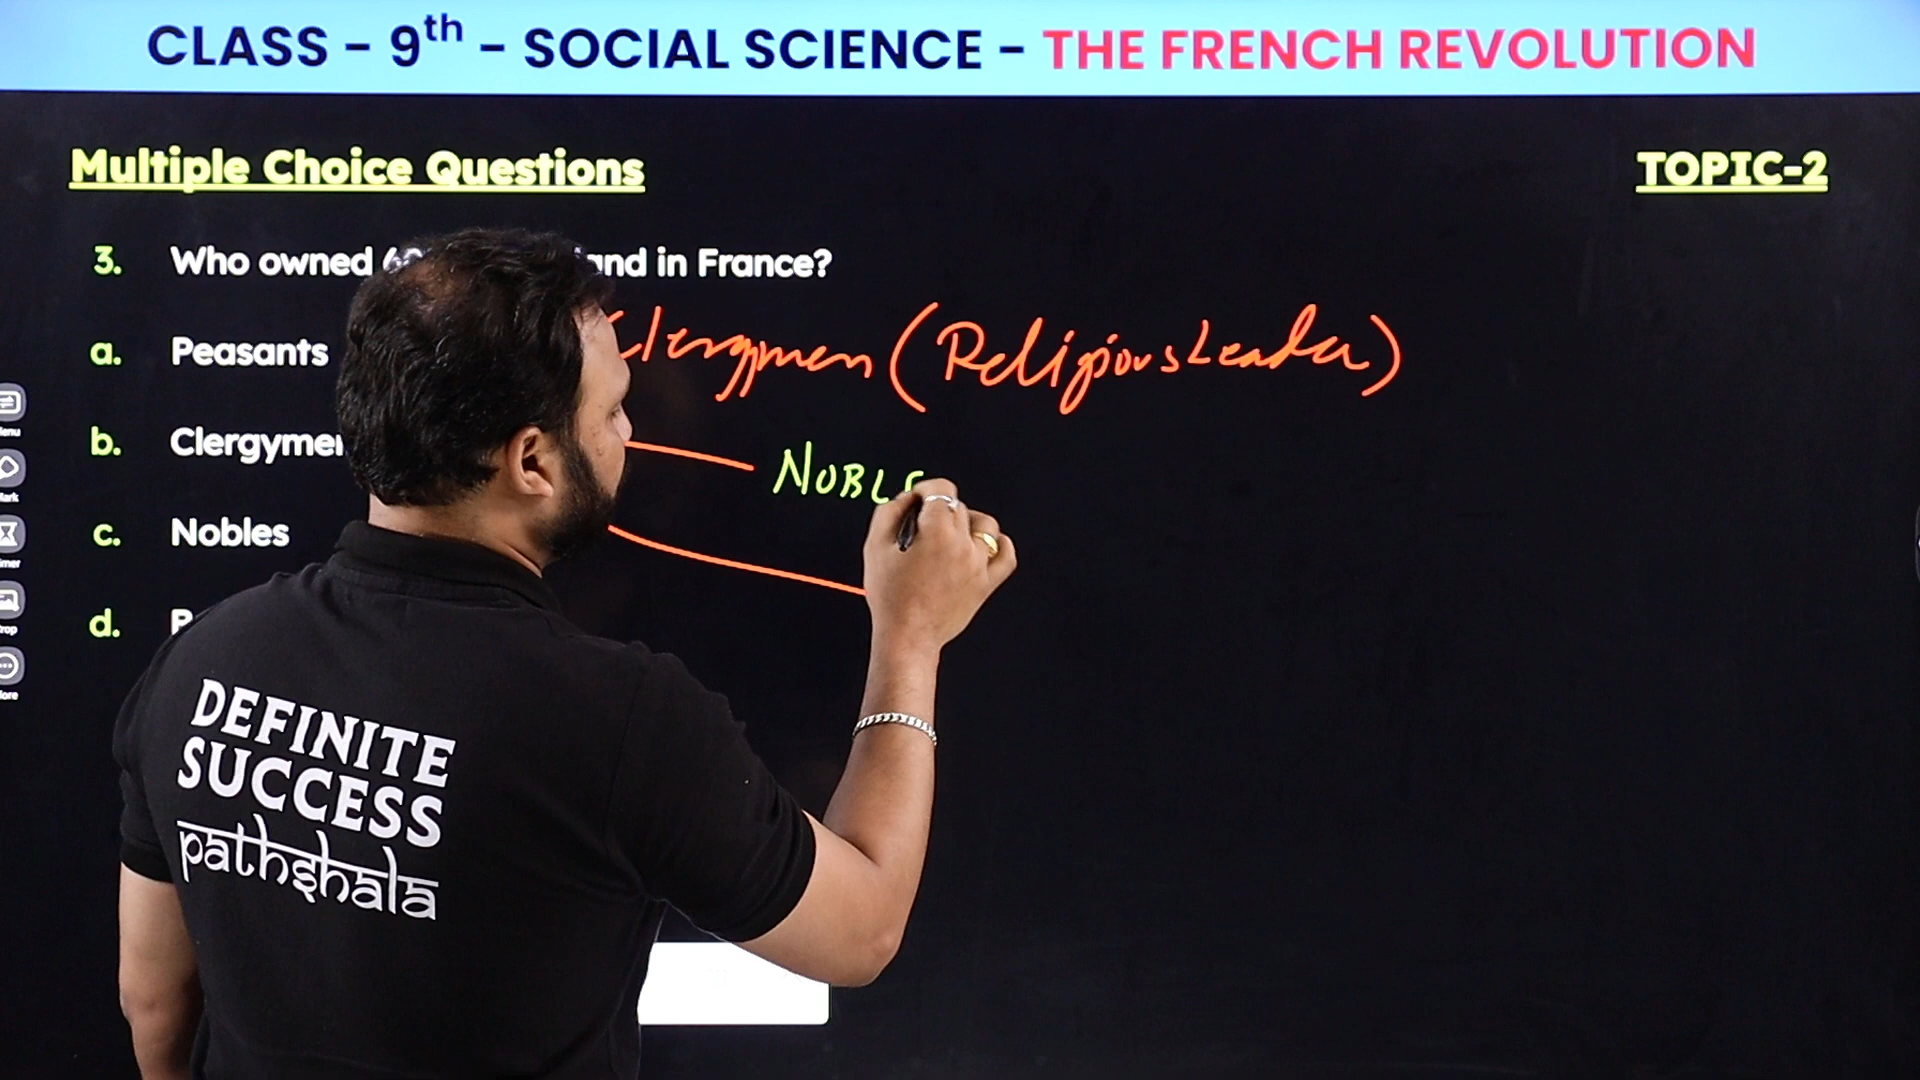 CLASS - 9th - SOCIAL SCIENCE - THE FRENCH REVOLUTION
Multiple Choice Questions
TOPIC-2
3. Who owned in France?
a. Peasants
Clergymen (Religious Leader)
b. Clergymen
NOBLE
c. Nobles
d.
DEFINITE
SUCCESS
pathshala